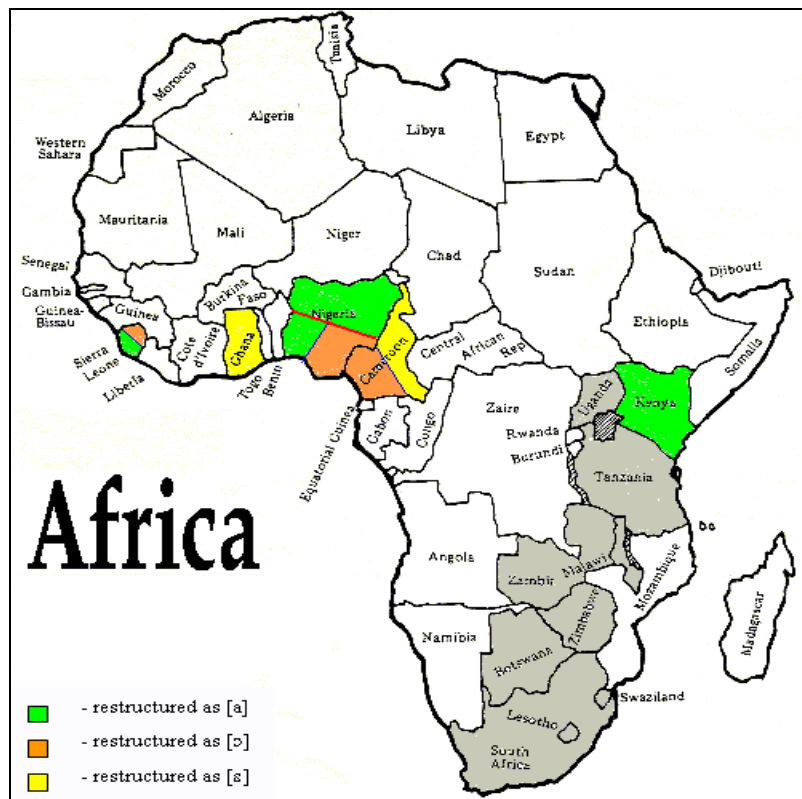 Tunisia
Morocco
Algeria
Libya
Egypt
Western
Sahara
Mauritania
Mali
Niger
Chad
Sudan
Senegal
Gambia
Guinea-
Bissau
Guinea
Burkina
Faso
Djibouti
Nigeria
Ethiopia
Somalia
Sierra
Leone
Liberia
Cote
d'Ivoire
Ghana
Togo
Benin
Cameroon
Central
African
Rep
Equatorial Guinea
Gabon
Congo
Zaire
Uganda
Kenya
Rwanda
Burundi
Tanzania
Africa
Angola
Zambir
Malawi
Mozambique
Madagascar
Namibia
Botswana
Zimbabwe
Swaziland
Lesotho
South
Africa
- restructured as [a]
- restructured as [ɔ]
- restructured as [ɛ]